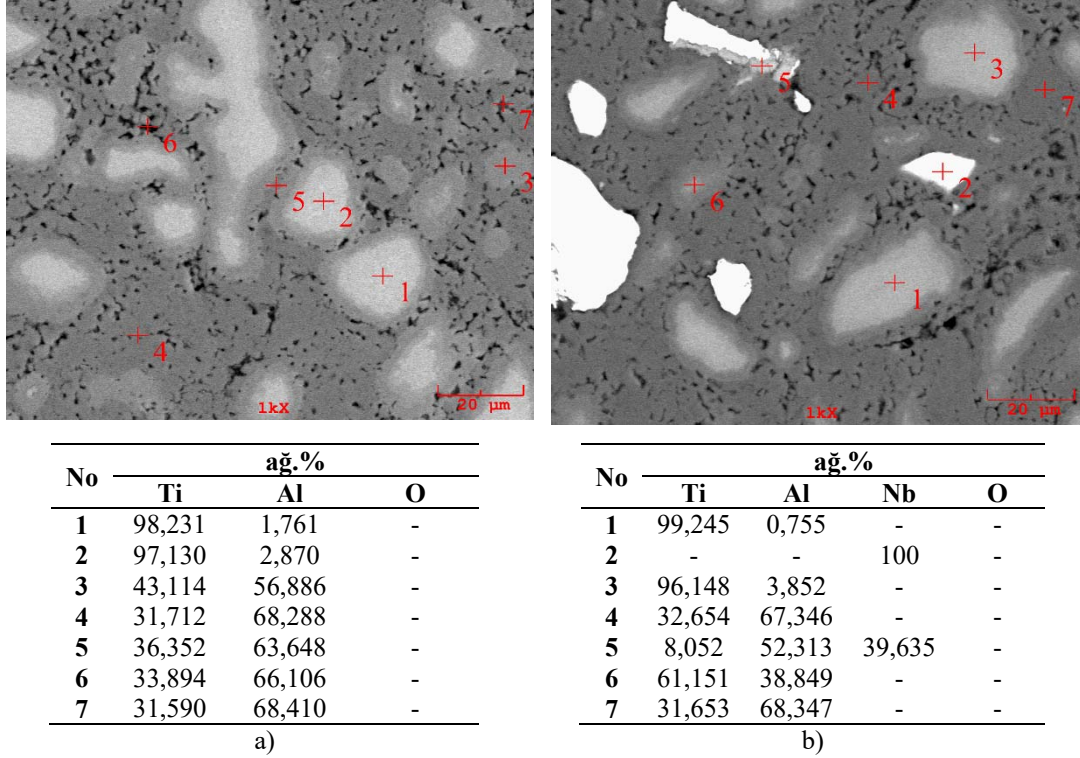 6
7
3
5
2
1
4
1kX
20 µm
5
4
3
7
2
6
1
1kX
20 µm
No ağ.%
Ti Al O
1 98,231 1,761 -
2 97,130 2,870 -
3 43,114 56,886 -
4 31,712 68,288 -
5 36,352 63,648 -
6 33,894 66,106 -
7 31,590 68,410 -
a)
No ağ.%
Ti Al Nb O
1 99,245 0,755 - -
2 - - 100 -
3 96,148 3,852 - -
4 32,654 67,346 - -
5 8,052 52,313 39,635 -
6 61,151 38,849 - -
7 31,653 68,347 - -
b)